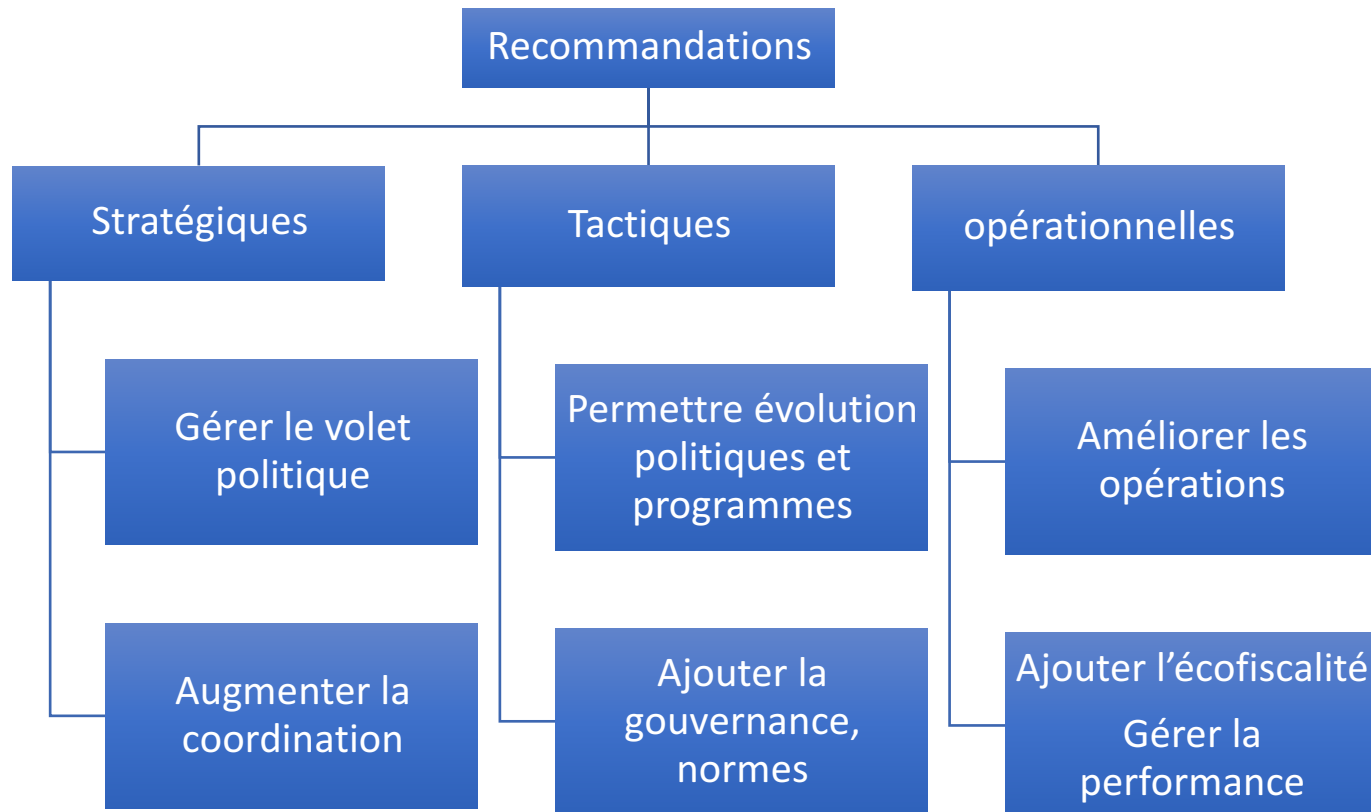 Recommandations
Stratégiques
Tactiques
opérationnelles
Gérer le volet
politique
Permettre évolution
politiques et
programmes
Améliorer les
opérations
Augmenter la
coordination
Ajouter la
gouvernance,
normes
Ajouter l’écofiscalité
Gérer la
performance